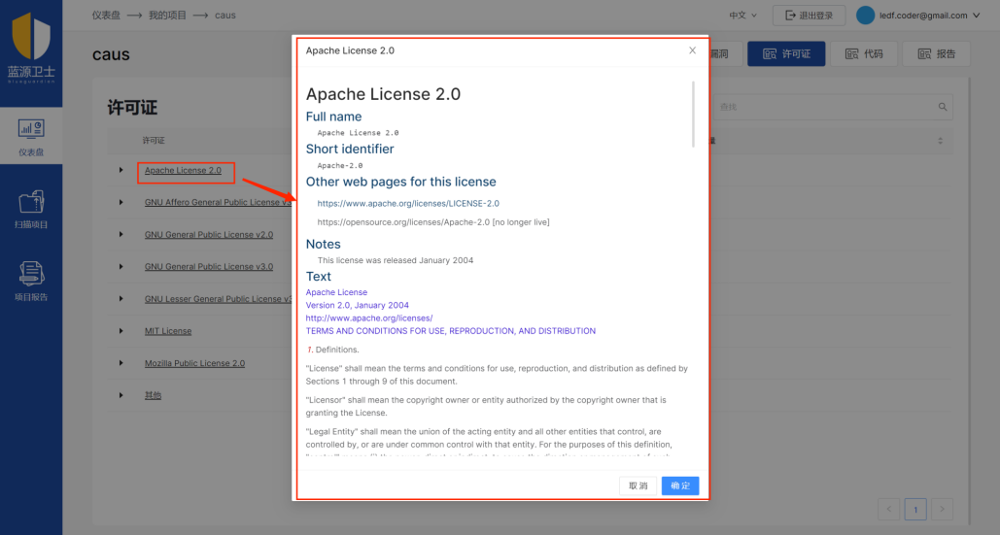 仪表盘 → 我的项目 → caus
中文
退出登录
ledf.coder@gmail.com
蓝源卫士
仪表盘
扫描项目
项目报告
caus
漏洞
许可证
代码
报告
许可证
查找
许可证
Apache License 2.0
GNU Affero General Public License v3
GNU General Public License v2.0
GNU General Public License v3.0
GNU Lesser General Public License v
MIT License
Mozilla Public License 2.0
其他
Apache License 2.0
Apache License 2.0
Full name
Apache License 2.0
Short identifier
Apache-2.0
Other web pages for this license
https://www.apache.org/licenses/LICENSE-2.0
https://opensource.org/licenses/Apache-2.0 [no longer live]
Notes
This license was released January 2004
Text
Apache License
Version 2.0, January 2004
http://www.apache.org/licenses/
TERMS AND CONDITIONS FOR USE, REPRODUCTION, AND DISTRIBUTION
1. Definitions.
"License" shall mean the terms and conditions for use, reproduction, and distribution as defined by
Sections 1 through 9 of this document.
"Licensor" shall mean the copyright owner or entity authorized by the copyright owner that is
granting the License.
"Legal Entity" shall mean the union of the acting entity and all other entities that control, are
controlled by, or are under common control with that entity. For the purposes of this definition,
取消
确定
1